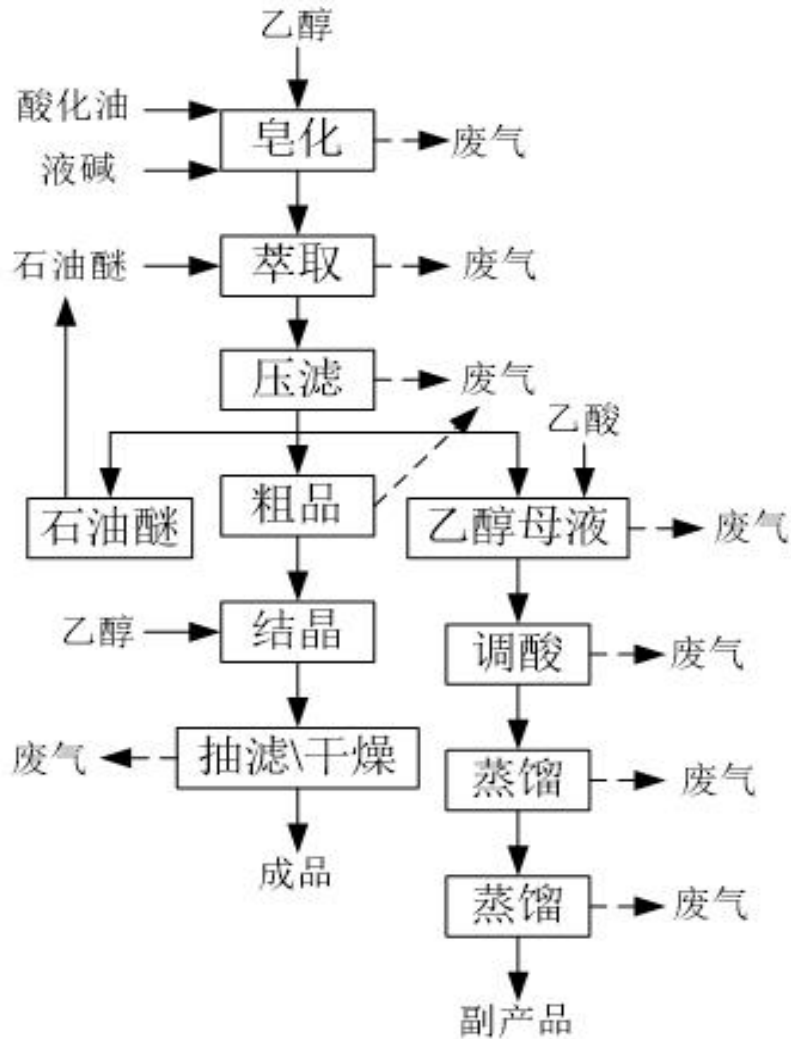 乙醇
酸化油
皂化
废气
液碱
石油醚
萃取
废气
压滤
废气
乙酸
石油醚
粗品
乙醇母液
废气
乙醇
结晶
调酸
废气
废气
抽滤\干燥
蒸馏
废气
成品
蒸馏
废气
副产品